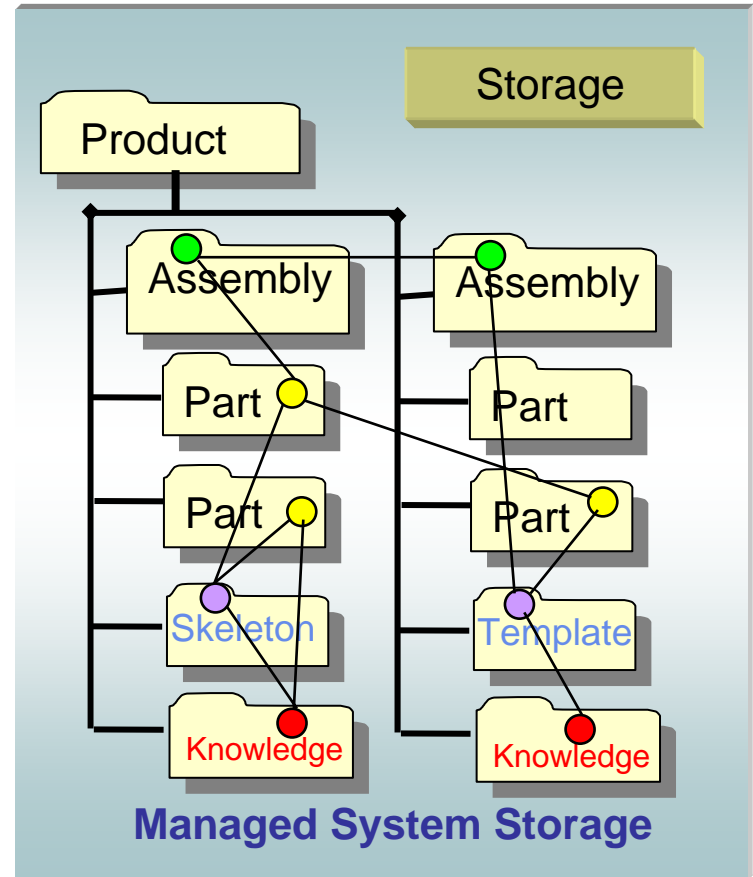 Storage
Product
Assembly
Assembly
Part
Part
Part
Part
Skeleton
Template
Knowledge
Knowledge
Managed System Storage